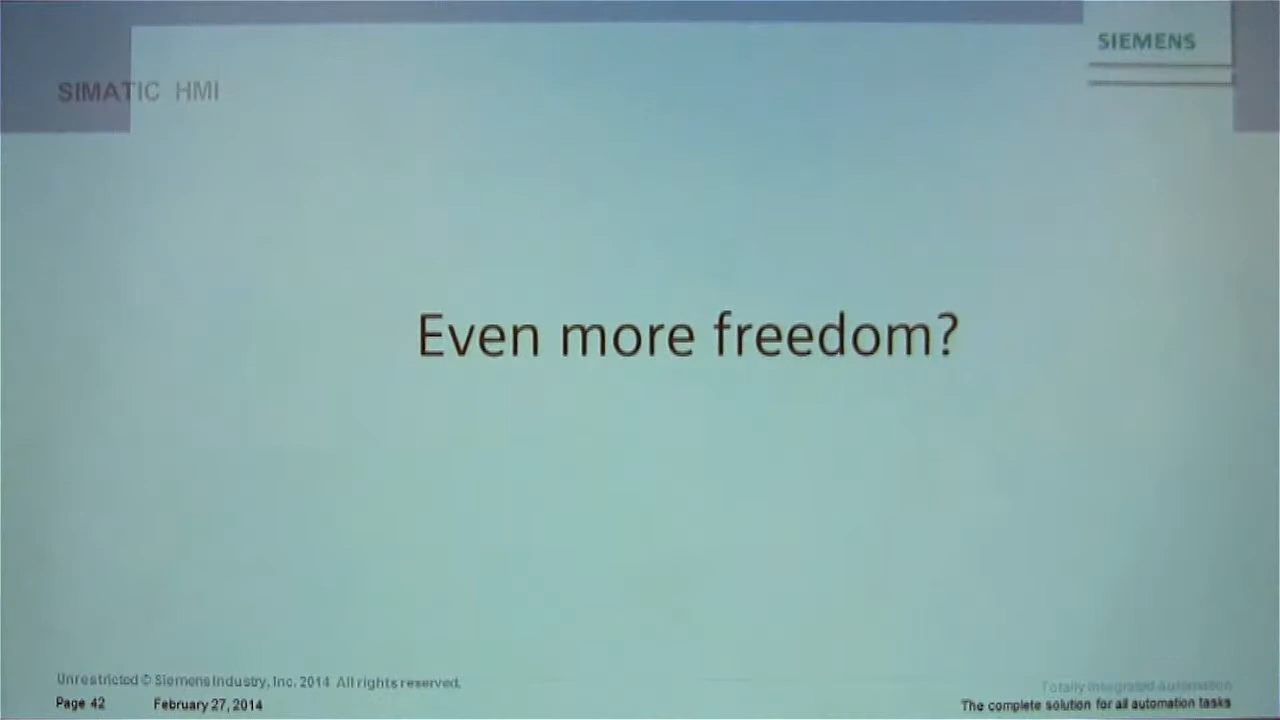 SIEMENS
SIMATIC HMI
Even more freedom?
Unrestricted © Siemens Industry, Inc. 2014 All rights reserved.
Totally Integrated Automation
Page 42 February 27, 2014
The complete solution for all automation tasks